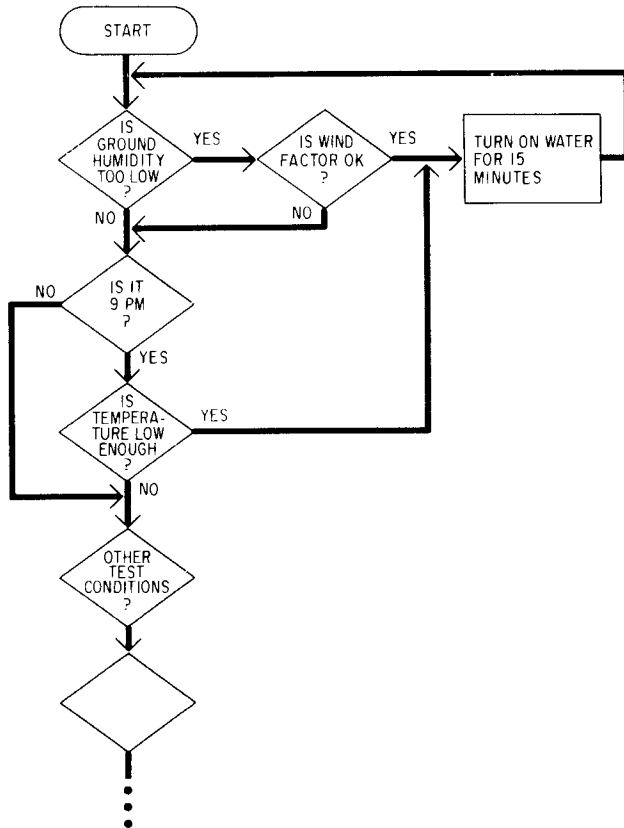 START
IS
GROUND
HUMIDITY
TOO LOW
?
YES
IS WIND
FACTOR OK
?
YES
TURN ON WATER
FOR 15
MINUTES
NO
NO
NO
IS IT
9 PM
?
YES
IS
TEMPERA-
TURE LOW
ENOUGH
?
YES
NO
OTHER
TEST
CONDITIONS
?